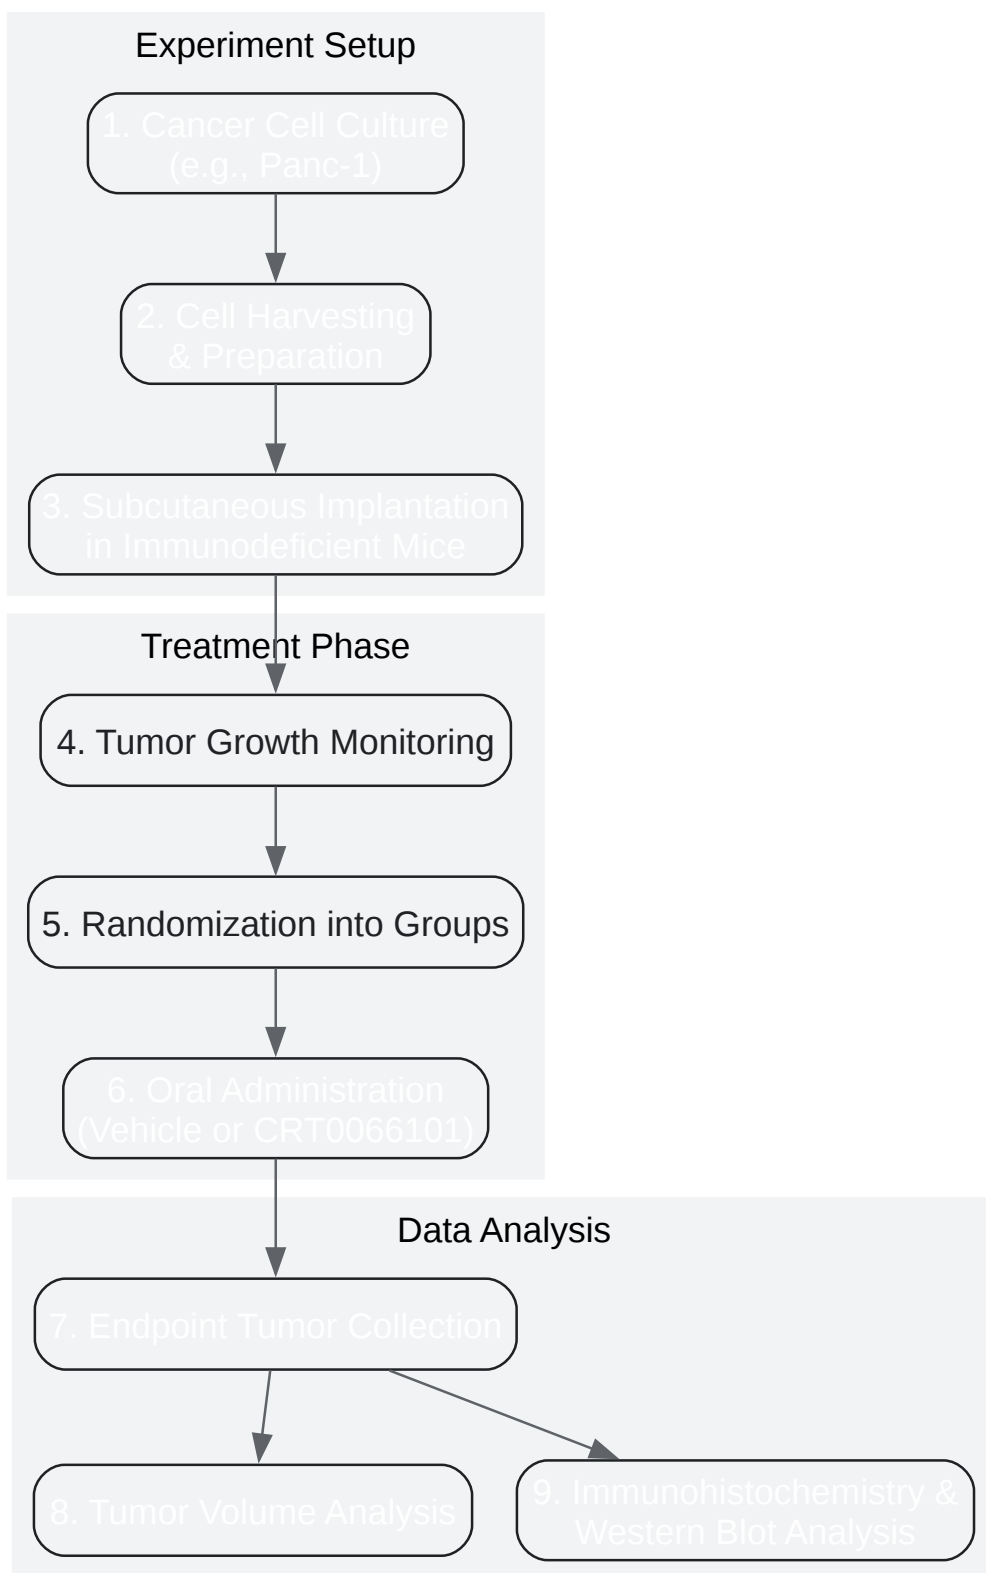 Experiment Setup
1. Cancer Cell Culture
(e.g., Panc-1)
2. Cell Harvesting
& Preparation
3. Subcutaneous Implantation
in Immunodeficient Mice
Treatment Phase
4. Tumor Growth Monitoring
5. Randomization into Groups
6. Oral Administration
(Vehicle or CRT0066101)
Data Analysis
7. Endpoint Tumor Collection
8. Tumor Volume Analysis
9. Immunohistochemistry &
Western Blot Analysis